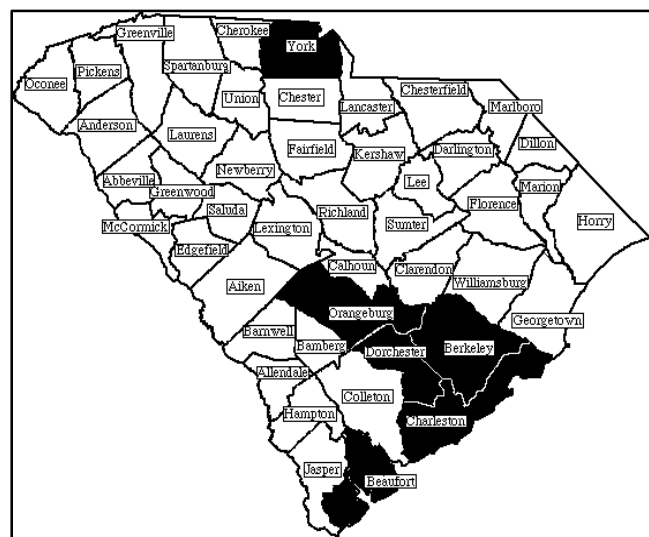 Cherokee
Greenville
York
Spartanburg
Pickens
Oconee
Union
Chester
Lancaster
Chesterfield
Marlboro
Anderson
Laurens
Fairfield
Kershaw
Darlington
Dillon
Newberry
Abbeville
Lee
Marion
Greenwood
Saluda
Richland
Florence
McCormick
Sumter
Horry
Lexington
Edgefield
Calhoun
Clarendon
Williamsburg
Aiken
Orangeburg
Georgetown
Barnwell
Bamberg
Dorchester
Berkeley
Allendale
Colleton
Hampton
Charleston
Jasper
Beaufort